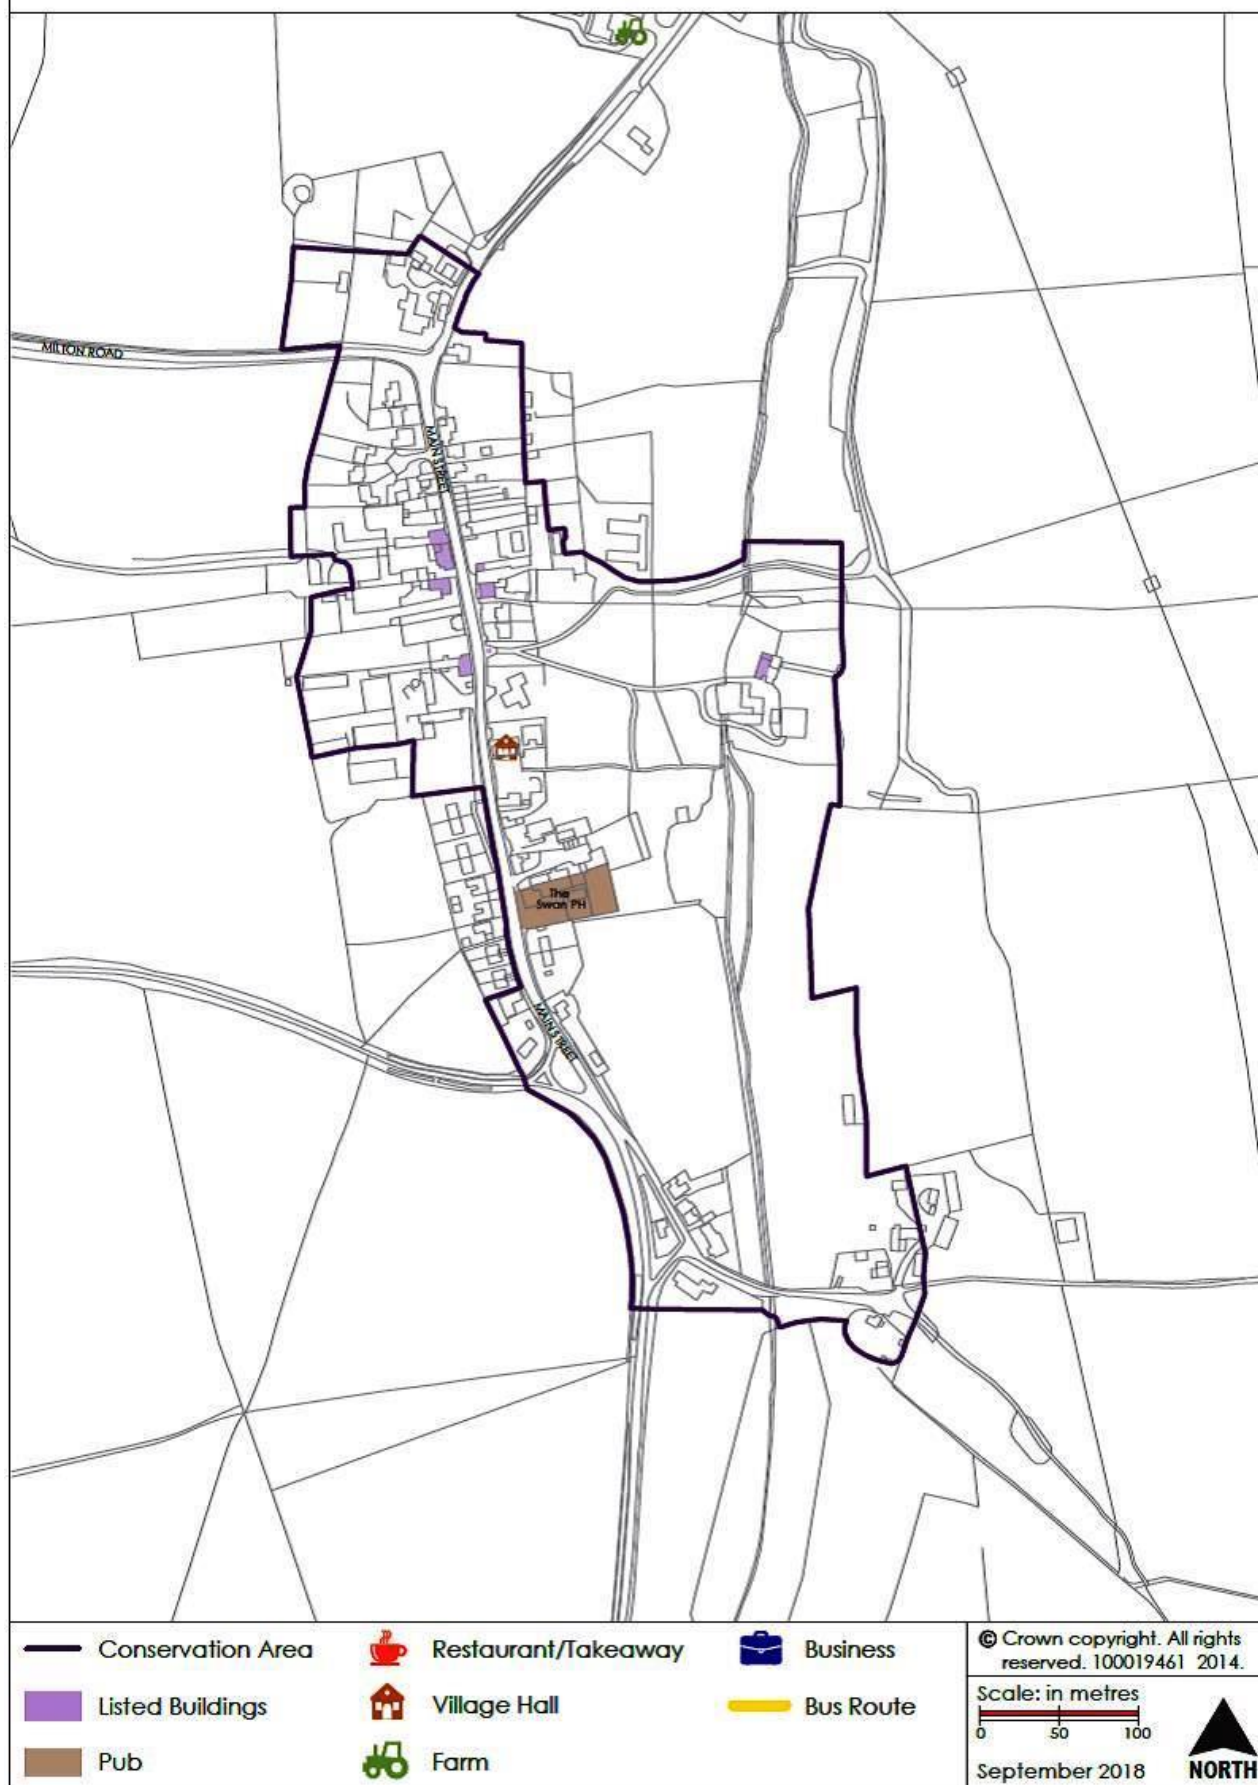 MILTON ROAD
MAIN STREET
The
Swan PH
MAIN STREET
Conservation Area
Restaurant/Takeaway
Business
Listed Buildings
Village Hall
Bus Route
Pub
Farm
© Crown copyright. All rights
reserved. 100019461 2014.
Scale: in metres
0 50 100
September 2018
NORTH